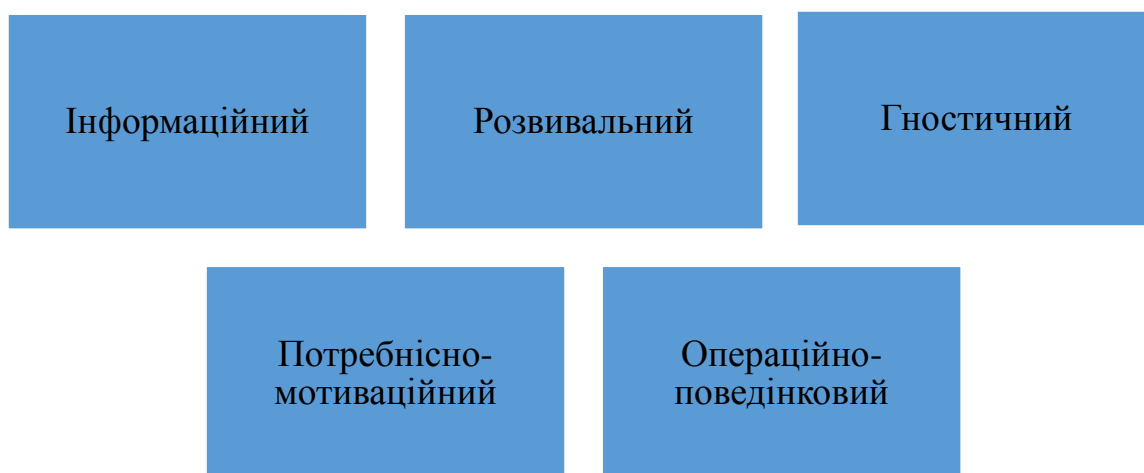 Інформаційний
Розвивальний
Гностичний
Потребнісно-
мотиваційний
Операційно-
поведінковий